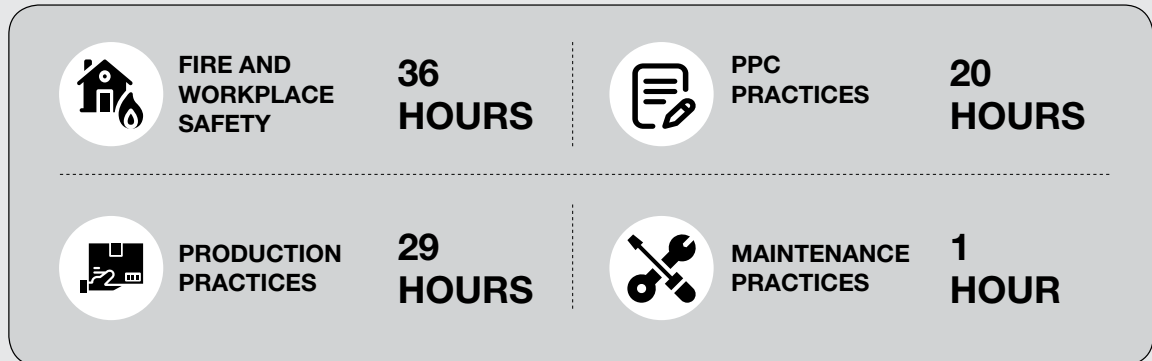 FIRE AND
WORKPLACE
SAFETY
36
HOURS
PPC
PRACTICES
20
HOURS
PRODUCTION
PRACTICES
29
HOURS
MAINTENANCE
PRACTICES
1
HOUR